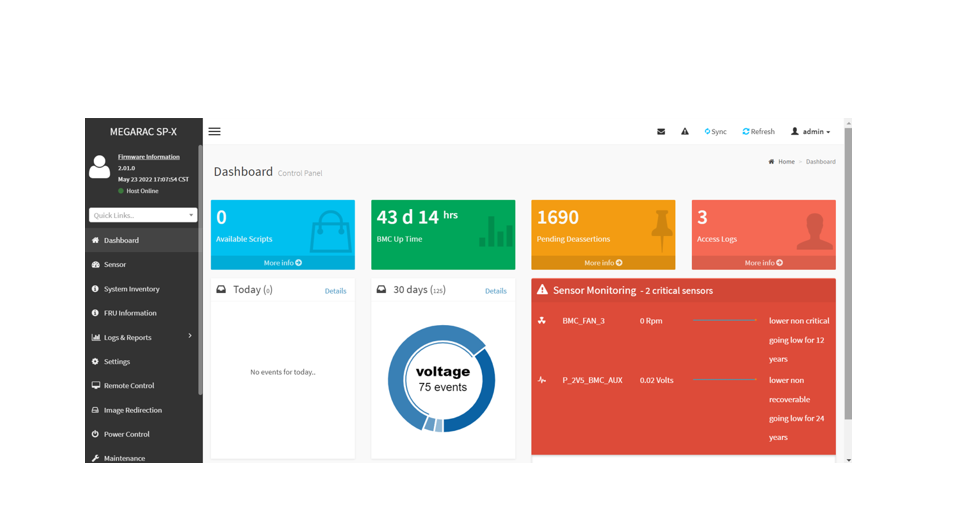 MEGARAC SP-X
Firmware Information
2.01.0
May 23 2022 17:07:54 CST
Host Online
Quick Links..
Dashboard
Sensor
System Inventory
FRU Information
Logs & Reports
Settings
Remote Control
Image Redirection
Power Control
Maintenance
Sync
Refresh
admin
Dashboard Control Panel
Home > Dashboard
0
Available Scripts
More info
43 d 14 hrs
BMC Up Time
1690
Pending Deassertions
More info
3
Access Logs
More info
Today (0) Details
No events for today..
30 days (125) Details
voltage
75 events
Sensor Monitoring - 2 critical sensors
BMC_FAN_3 0 Rpm lower non critical
going low for 12
years
P_2V5_BMC_AUX 0.02 Volts lower non
recoverable
going low for 24
years